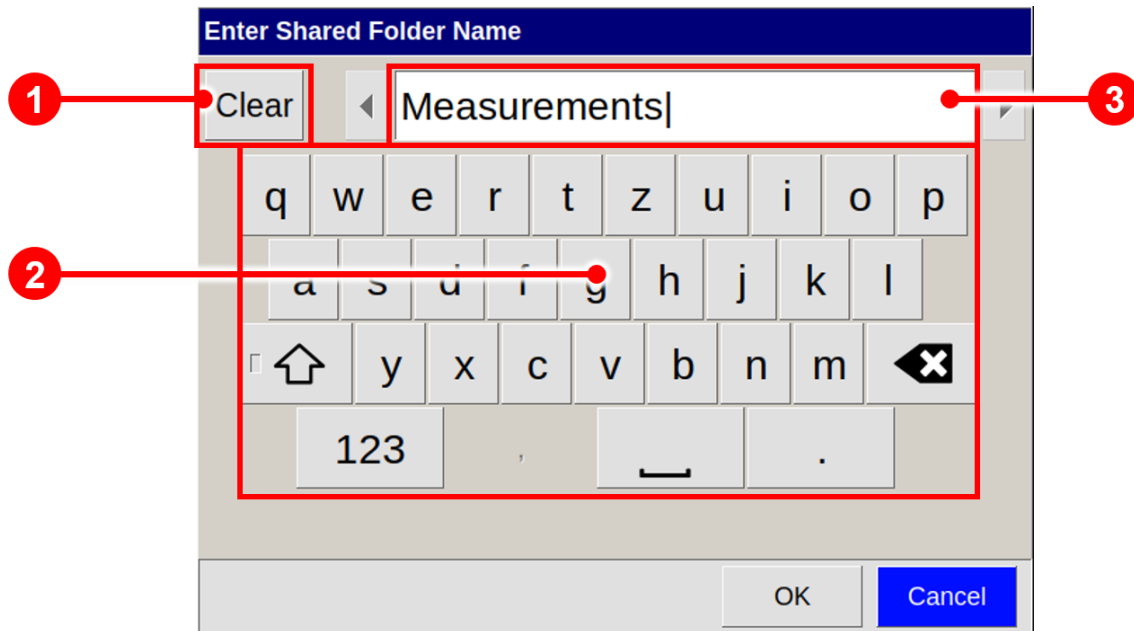 Enter Shared Folder Name
1 Clear Measurements 3
q w e r t z u i o p
2 a s d f g h j k l
y x c v b n m
123 , .
OK Cancel